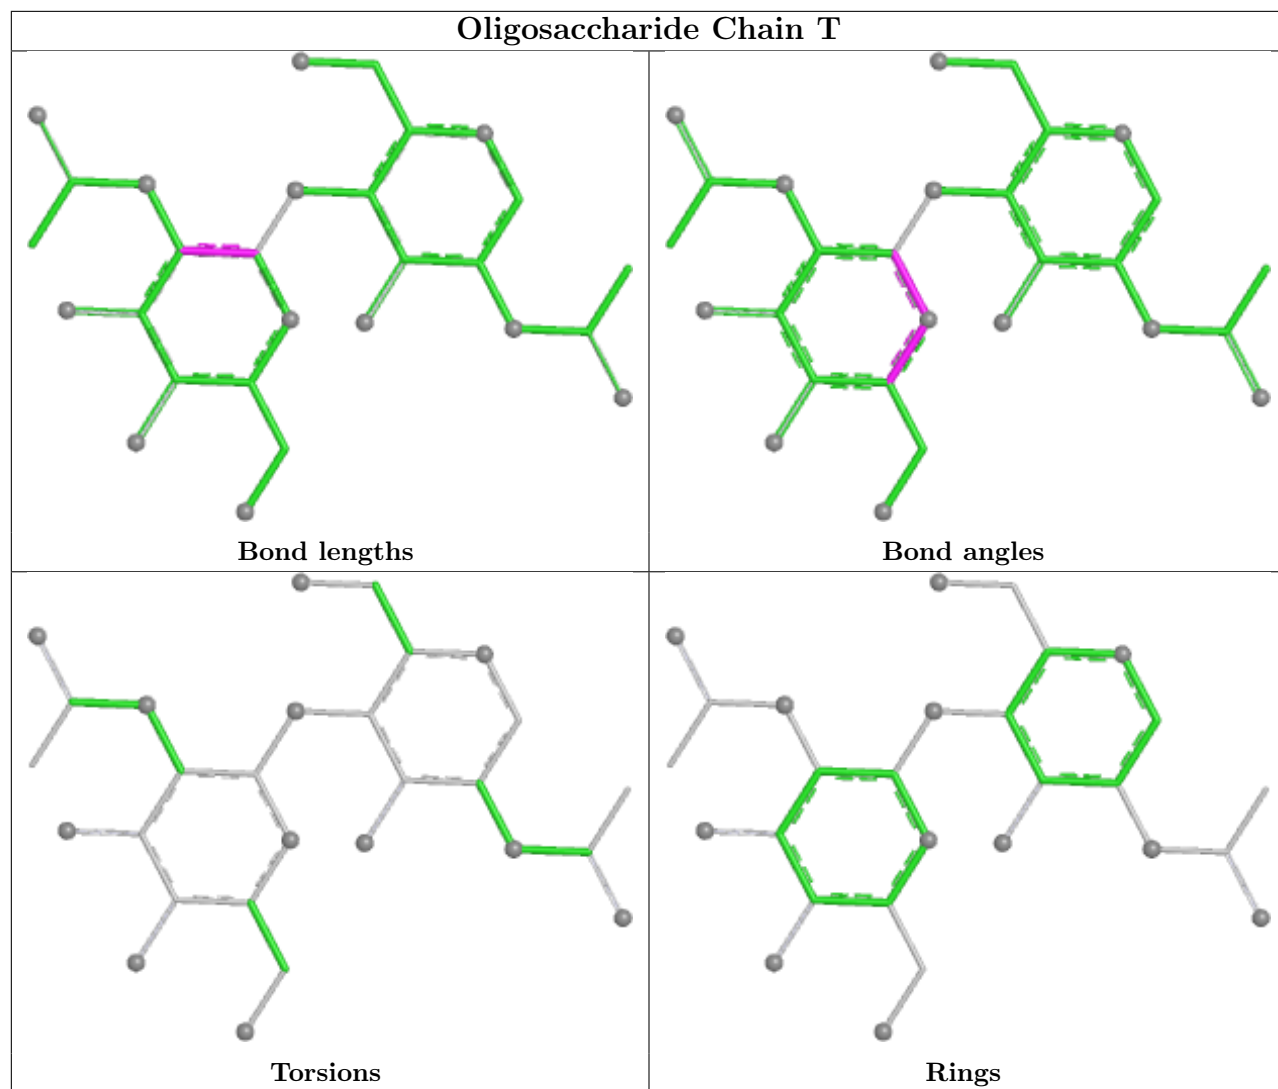 Oligosaccharide Chain T
Bond lengths
Bond angles
Torsions
Rings